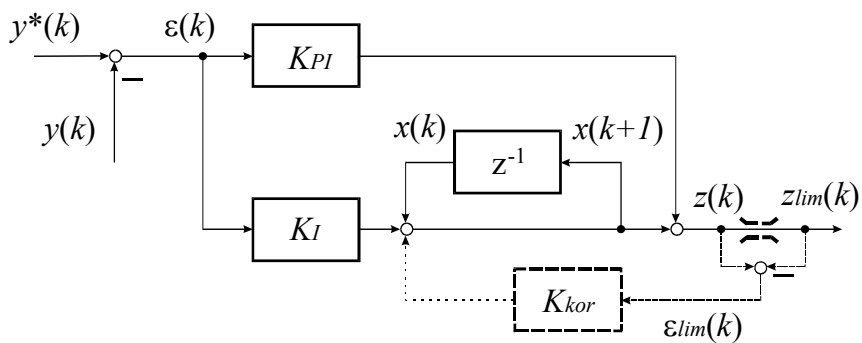 y*(k)
ε(k)
K_PI
y(k)
x(k)
x(k+1)
z^-1
K_I
z(k)
z_lim(k)
K_kor
ε_lim(k)